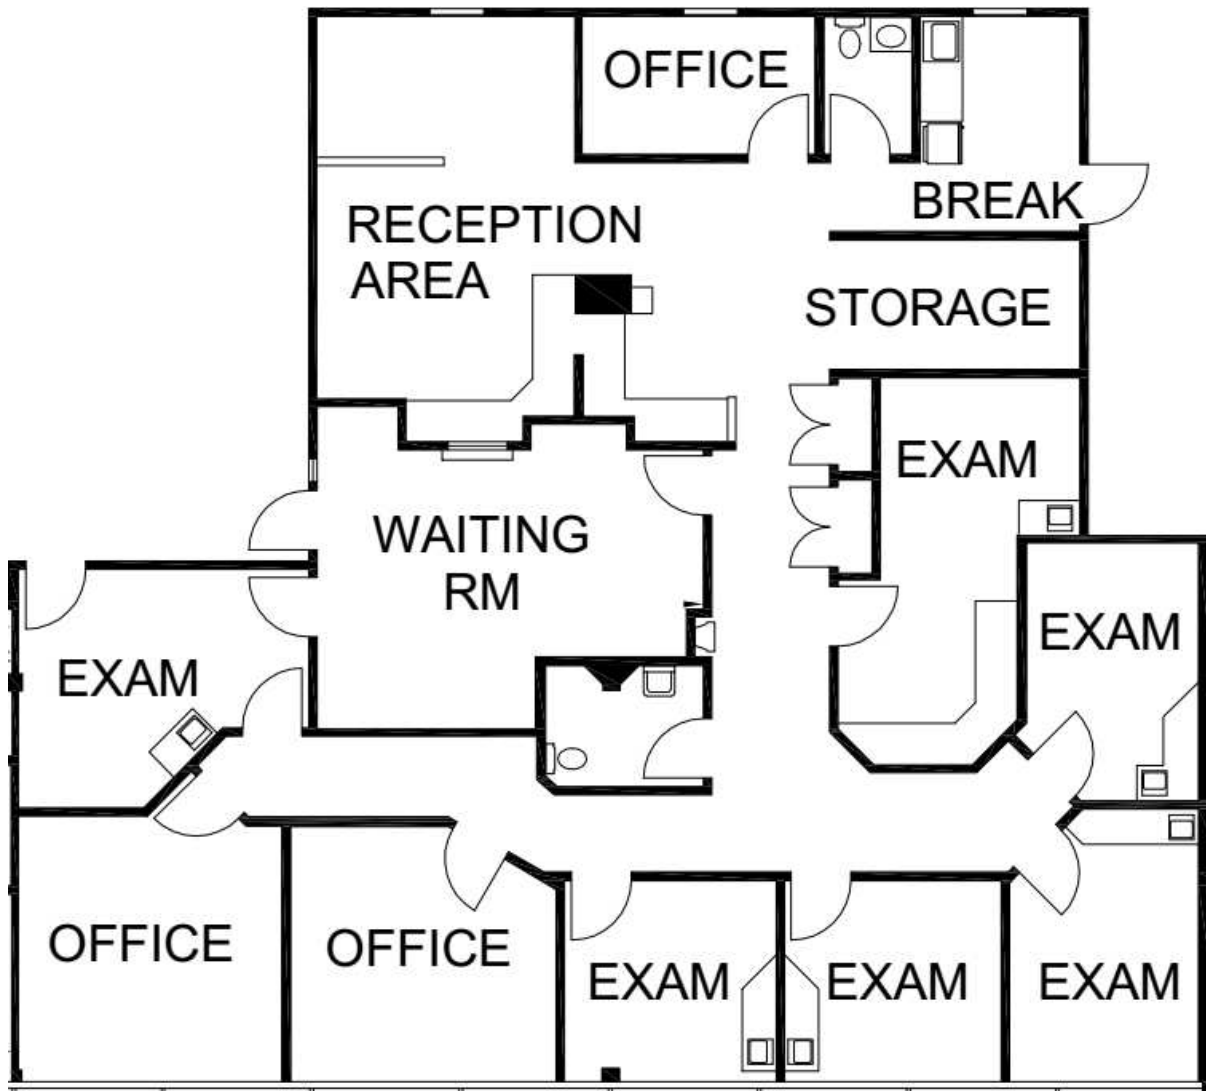 OFFICE
RECEPTION
AREA
BREAK
STORAGE
EXAM
WAITING
RM
EXAM
EXAM
OFFICE
OFFICE
EXAM
EXAM
EXAM